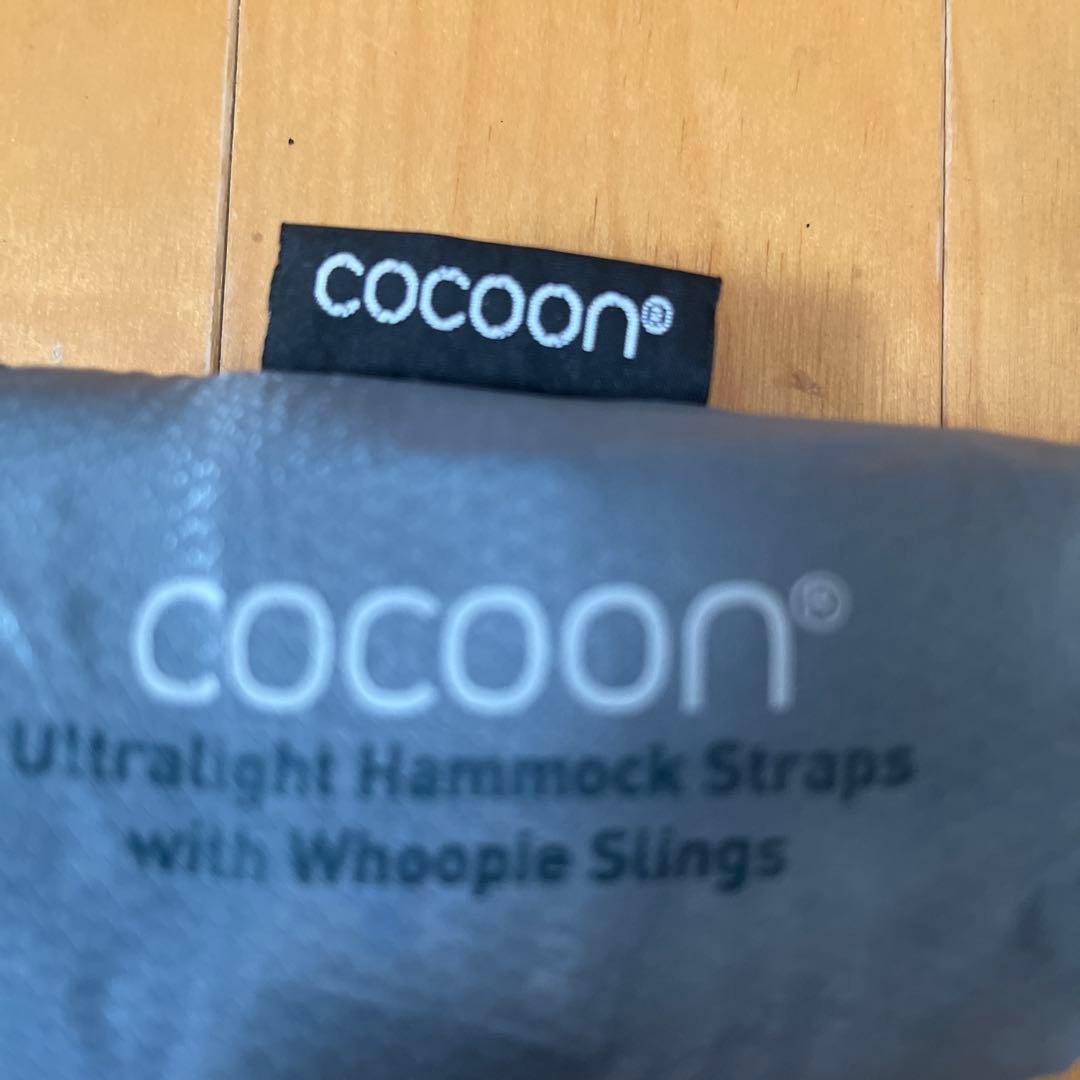 cocoon®
cocoon®
Ultralight Hammock Straps
with Whoopie Slings